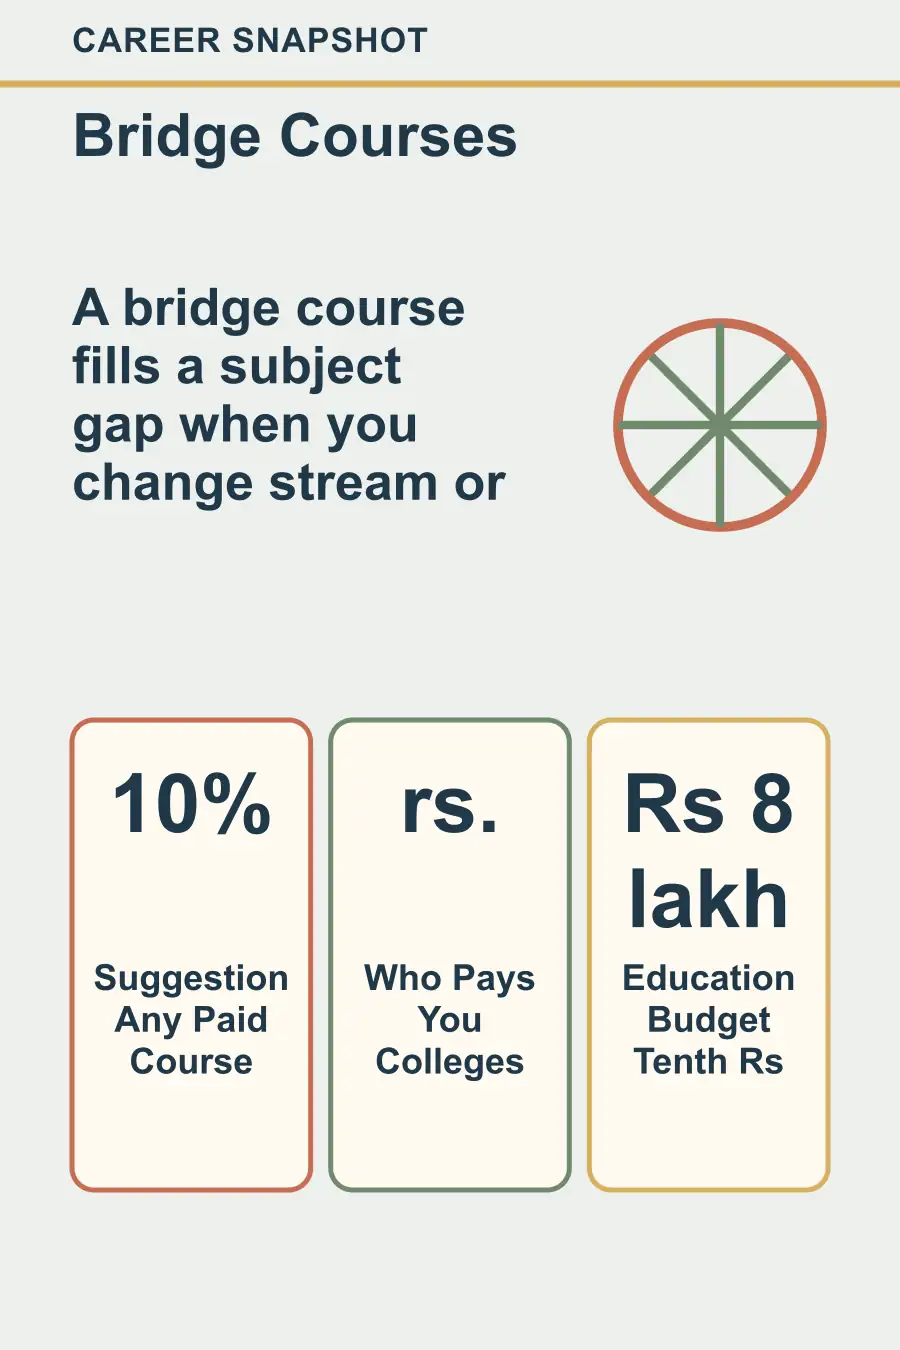 CAREER SNAPSHOT
Bridge Courses
A bridge course
fills a subject
gap when you
change stream or
10%
Suggestion
Any Paid
Course
rs.
Who Pays
You
Colleges
Rs 8
lakh
Education
Budget
Tenth Rs